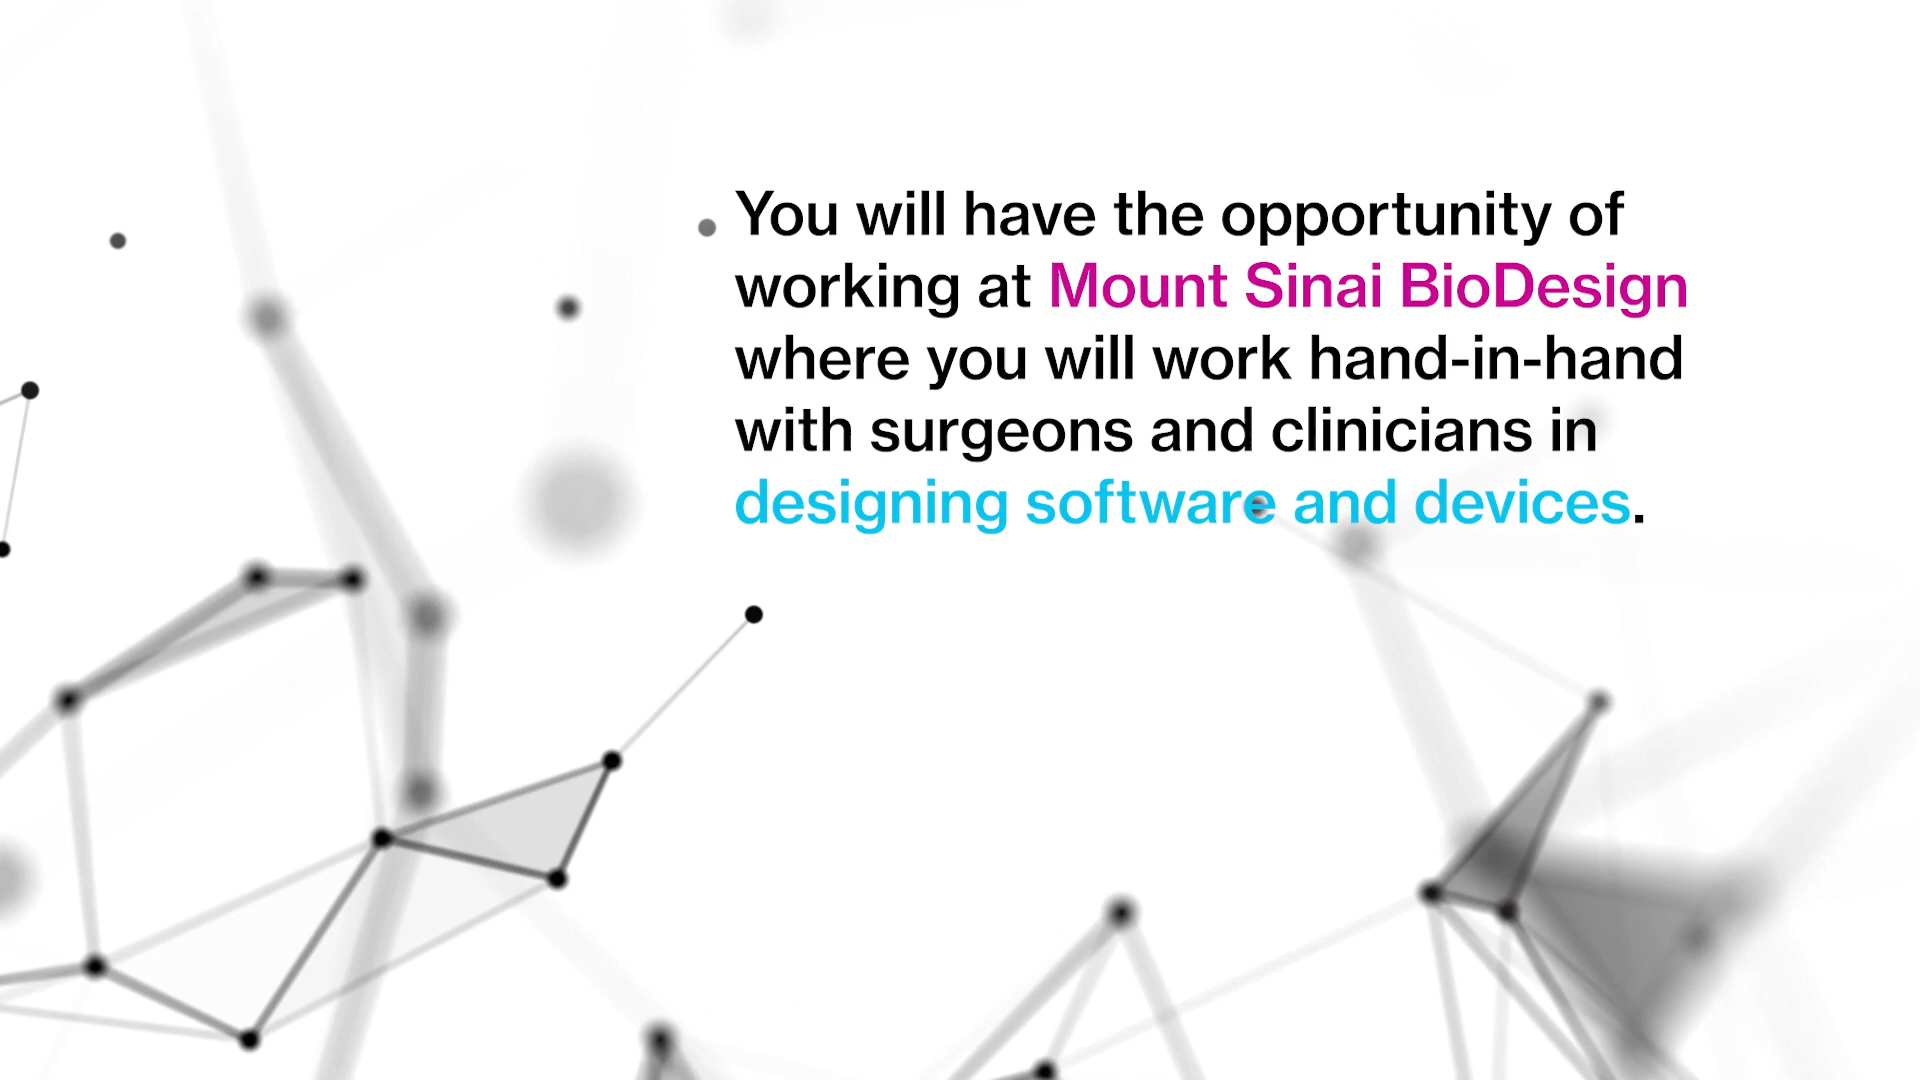 You will have the opportunity of
working at Mount Sinai BioDesign
where you will work hand-in-hand
with surgeons and clinicians in
designing software and devices.